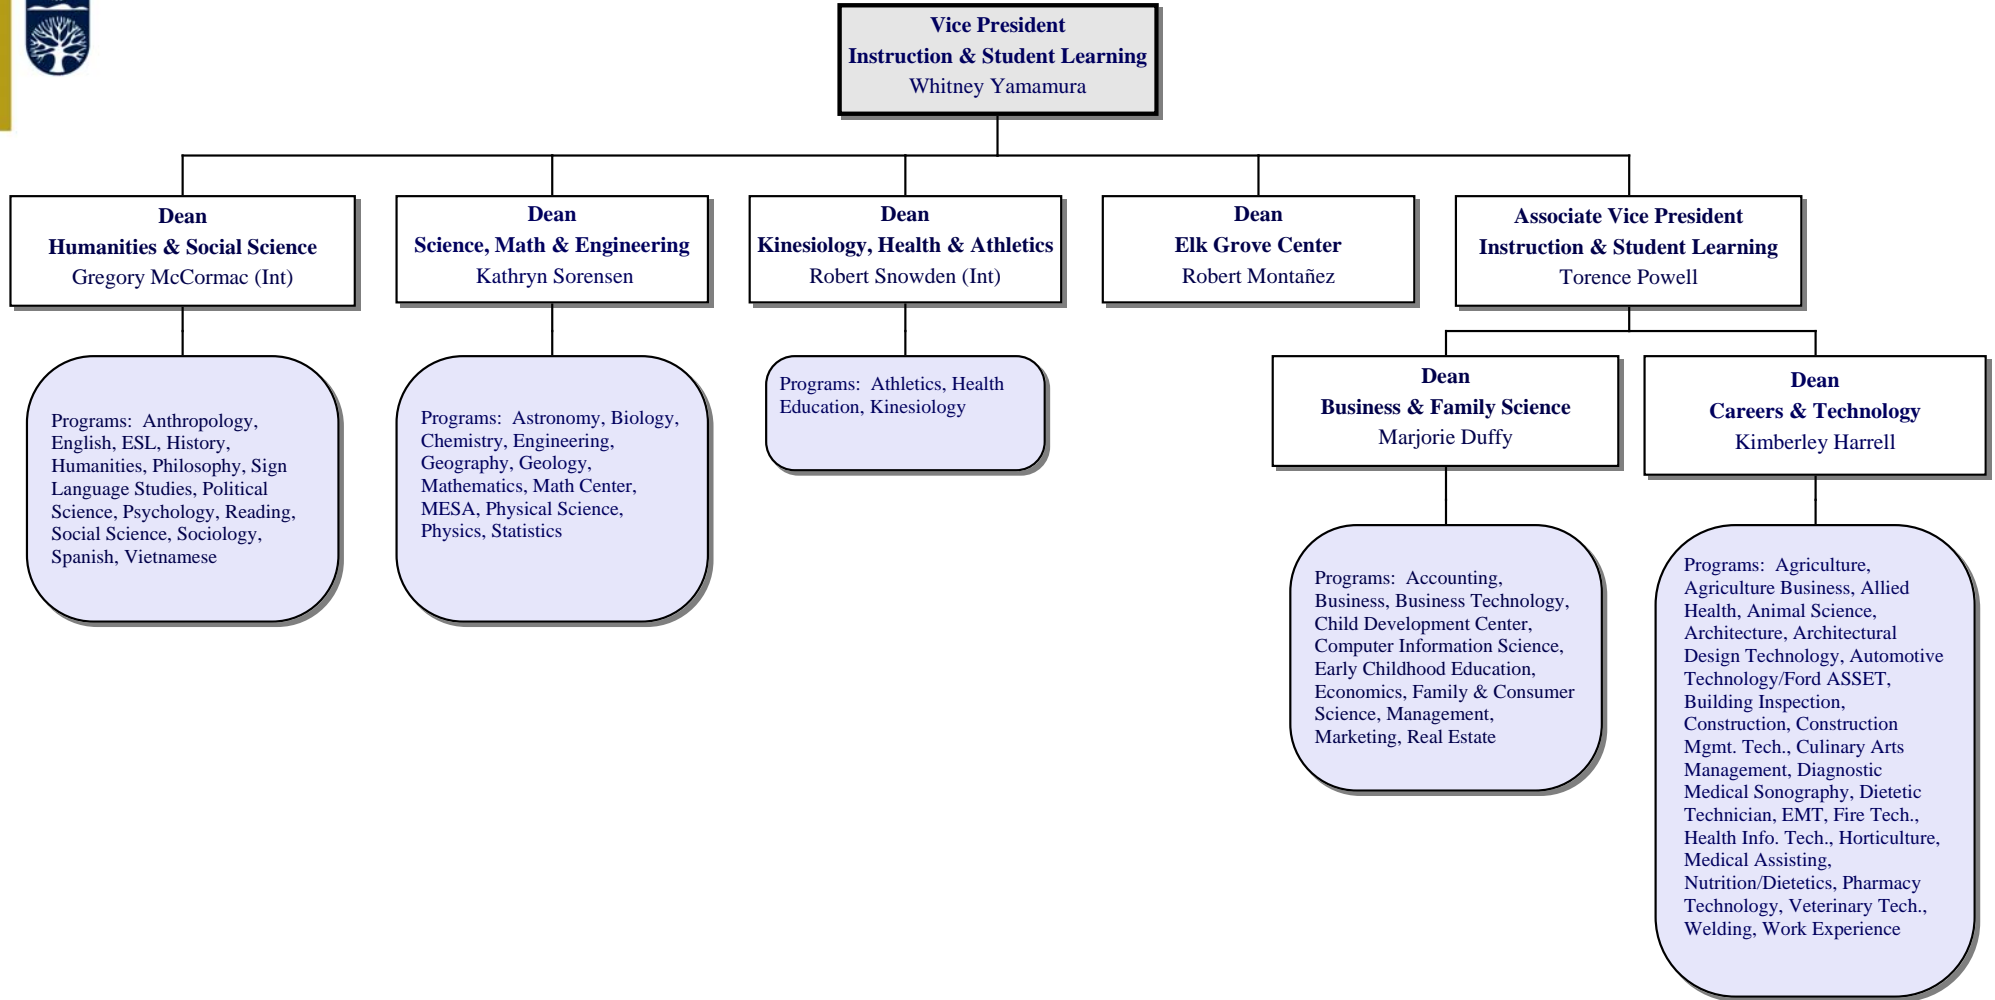 Vice President
Instruction & Student Learning
Whitney Yamamura
Dean
Humanities & Social Science
Gregory McCormac (Int)
Dean
Science, Math & Engineering
Kathryn Sorensen
Dean
Kinesiology, Health & Athletics
Robert Snowden (Int)
Dean
Elk Grove Center
Robert Montañez
Associate Vice President
Instruction & Student Learning
Torence Powell
Programs:  Anthropology,
English, ESL, History,
Humanities, Philosophy, Sign
Language Studies, Political
Science, Psychology, Reading,
Social Science, Sociology,
Spanish, Vietnamese
Programs:  Astronomy, Biology,
Chemistry, Engineering,
Geography, Geology,
Mathematics, Math Center,
MESA, Physical Science,
Physics, Statistics
Programs:  Athletics, Health
Education, Kinesiology
Dean
Business & Family Science
Marjorie Duffy
Dean
Careers & Technology
Kimberley Harrell
Programs:  Accounting,
Business, Business Technology,
Child Development Center,
Computer Information Science,
Early Childhood Education,
Economics, Family & Consumer
Science, Management,
Marketing, Real Estate
Programs:  Agriculture,
Agriculture Business, Allied
Health, Animal Science,
Architecture, Architectural
Design Technology, Automotive
Technology/Ford ASSET,
Building Inspection,
Construction, Construction
Mgmt. Tech., Culinary Arts
Management, Diagnostic
Medical Sonography, Dietetic
Technician, EMT, Fire Tech.,
Health Info. Tech., Horticulture,
Medical Assisting,
Nutrition/Dietetics, Pharmacy
Technology, Veterinary Tech.,
Welding, Work Experience